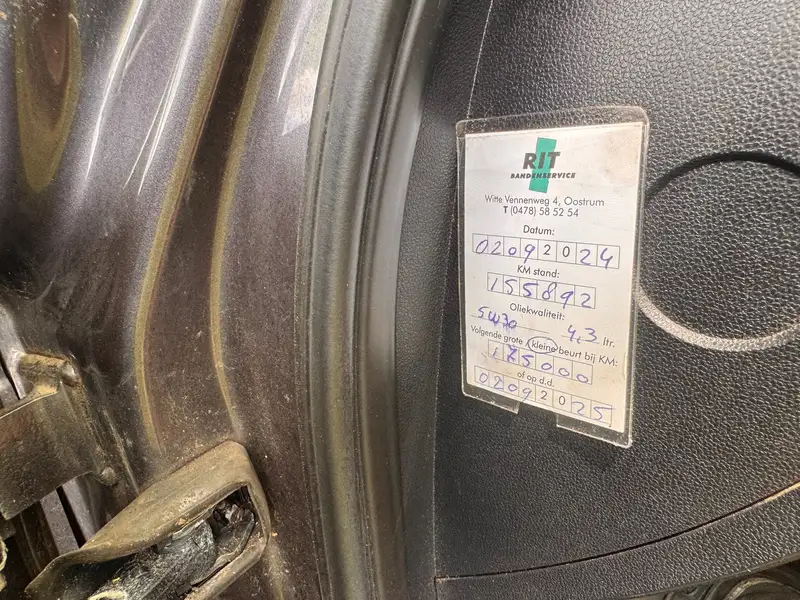 RIT
BANDENSERVICE
Witte Vennenweg 4, Oostrum
T (0478) 58 52 54
Datum:
02092024
KM stand:
155892
Oliekwaliteit:
5W30 4,3 ltr.
Volgende grote / kleine beurt bij KM:
175000
of op d.d.
02092025